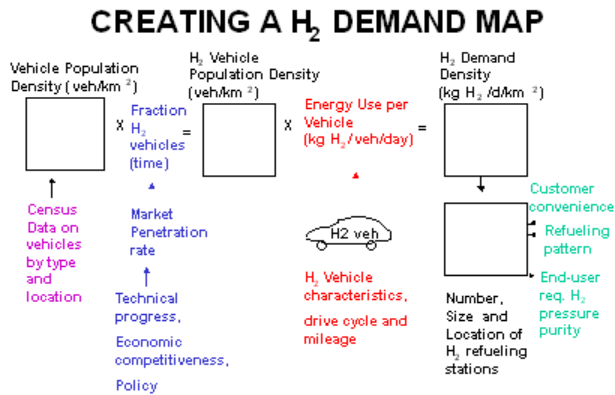 CREATING A H₂ DEMAND MAP
Vehicle Population
Density (veh/km ²)
H₂ Vehicle
Population Density
(veh/km ²)
H₂ Demand
Density
(kg H₂ /d/km ²)
X
Fraction
H₂
vehicles
(time)
=
X
Energy Use per
Vehicle
(kg H₂/veh/day)
=
Census
Data on
vehicles
by type
and
location
Market
Penetration
rate
Technical
progress,
Economic
competitiveness,
Policy
H2 veh
H₂ Vehicle
characteristics,
drive cycle and
mileage
Customer
convenience
Refueling
pattern
End-user
req. H₂
pressure
purity
Number,
Size and
Location of
H₂ refueling
stations